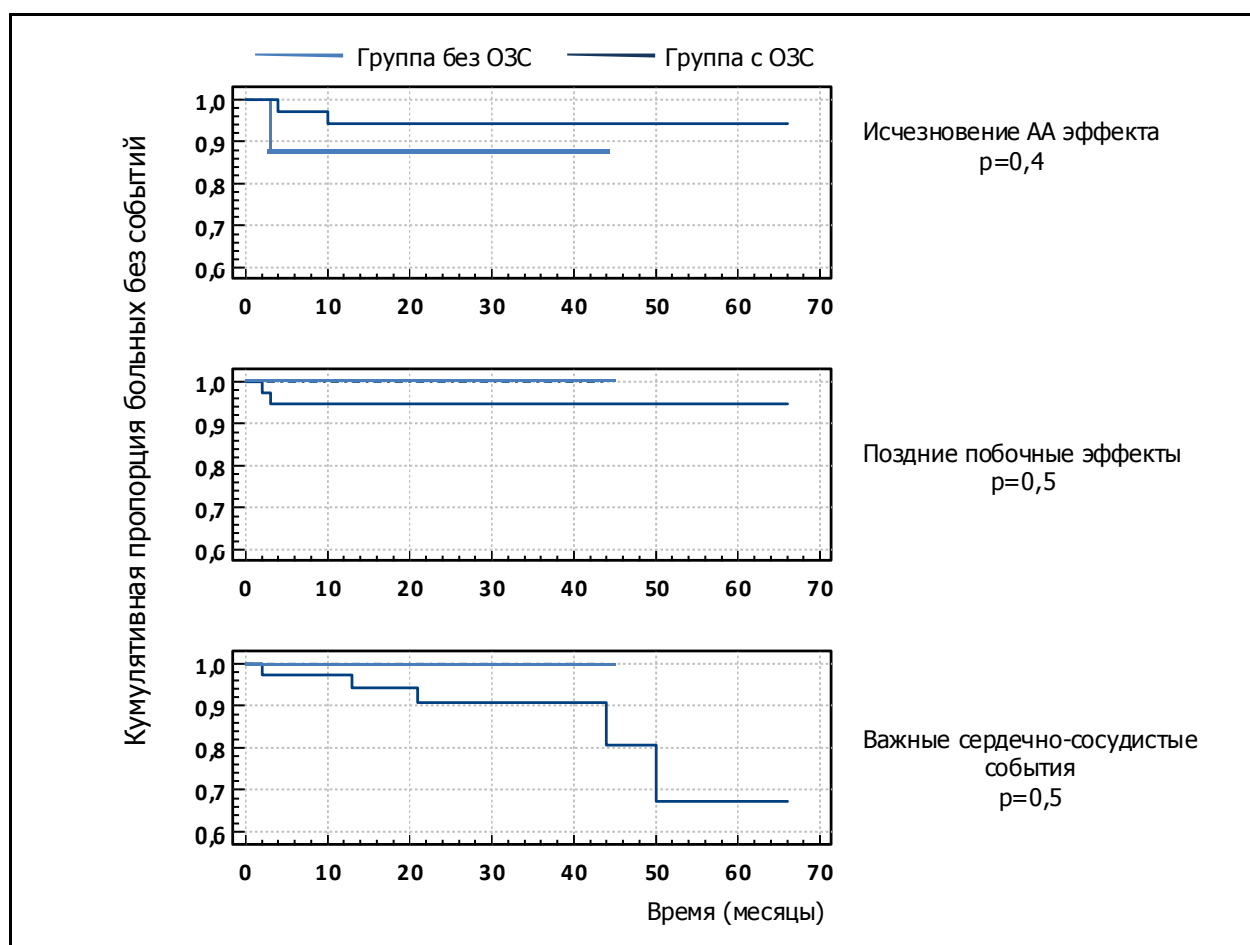 Группа без ОЗС Группа с ОЗС
Кумулятивная пропорция больных без событий
1,0
0,9
0,8
0,7
0,6
0 10 20 30 40 50 60 70
Исчезновение АА эффекта
p=0,4
1,0
0,9
0,8
0,7
0,6
0 10 20 30 40 50 60 70
Поздние побочные эффекты
p=0,5
1,0
0,9
0,8
0,7
0,6
0 10 20 30 40 50 60 70
Важные сердечно-сосудистые
события
p=0,5
Время (месяцы)